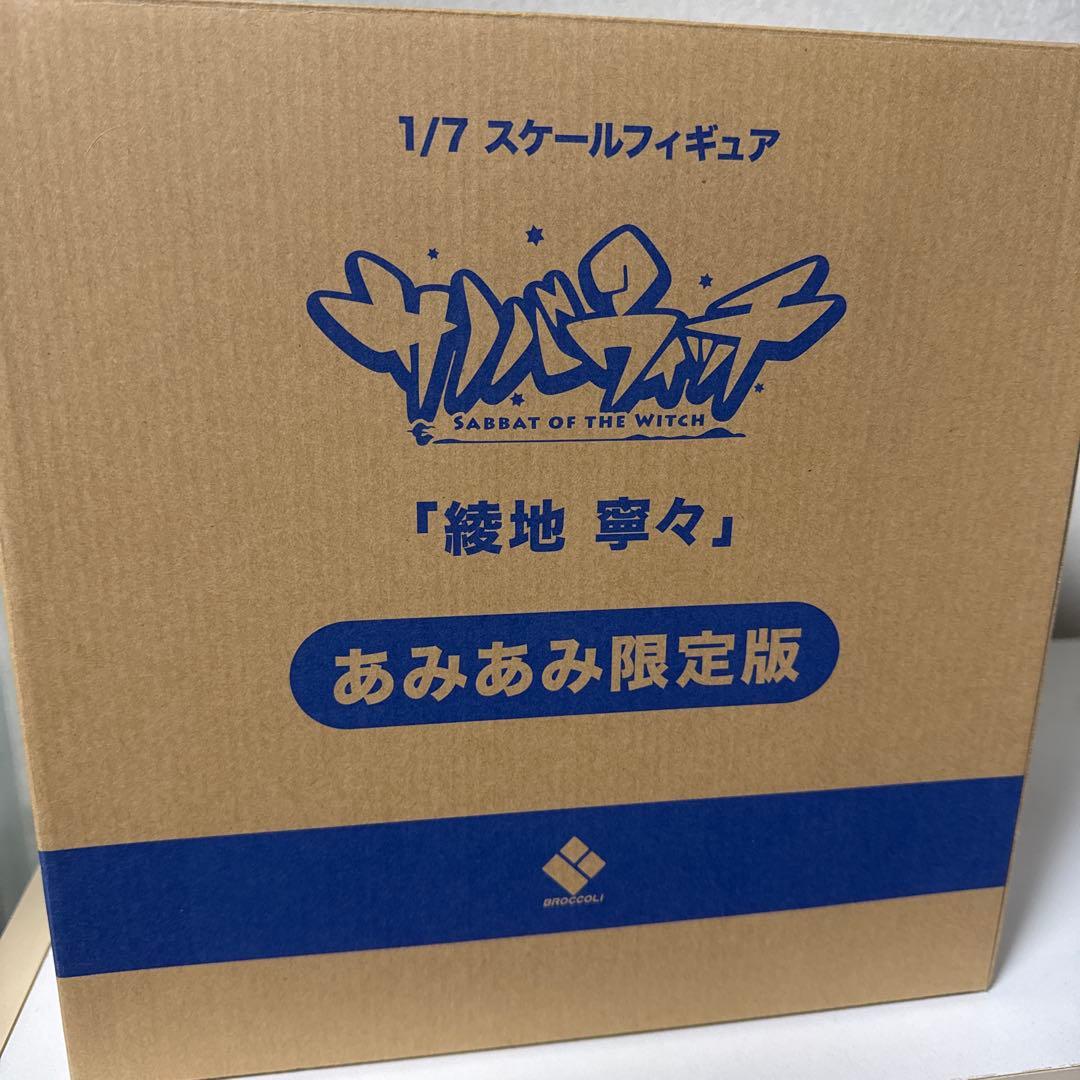 1/7 スケールフィギュア
サノバウィッチ
SABBAT OF THE WITCH
「綾地 寧々」
あみあみ限定版
BROCCOLI